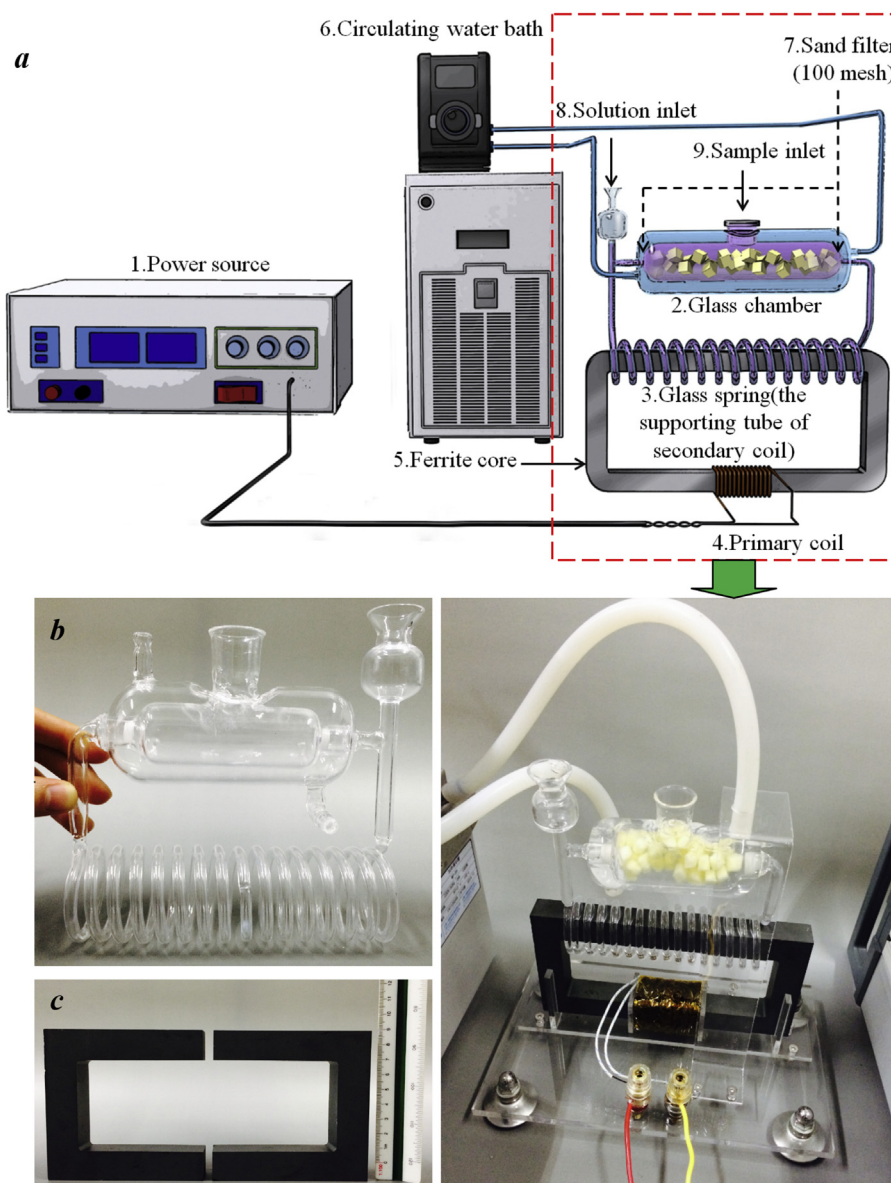 6.Circulating water bath
a
7.Sand filter
(100 mesh)
8.Solution inlet
9.Sample inlet
1.Power source
2.Glass chamber
3.Glass spring(the
supporting tube of
secondary coil)
5.Ferrite core
4.Primary coil
b
c